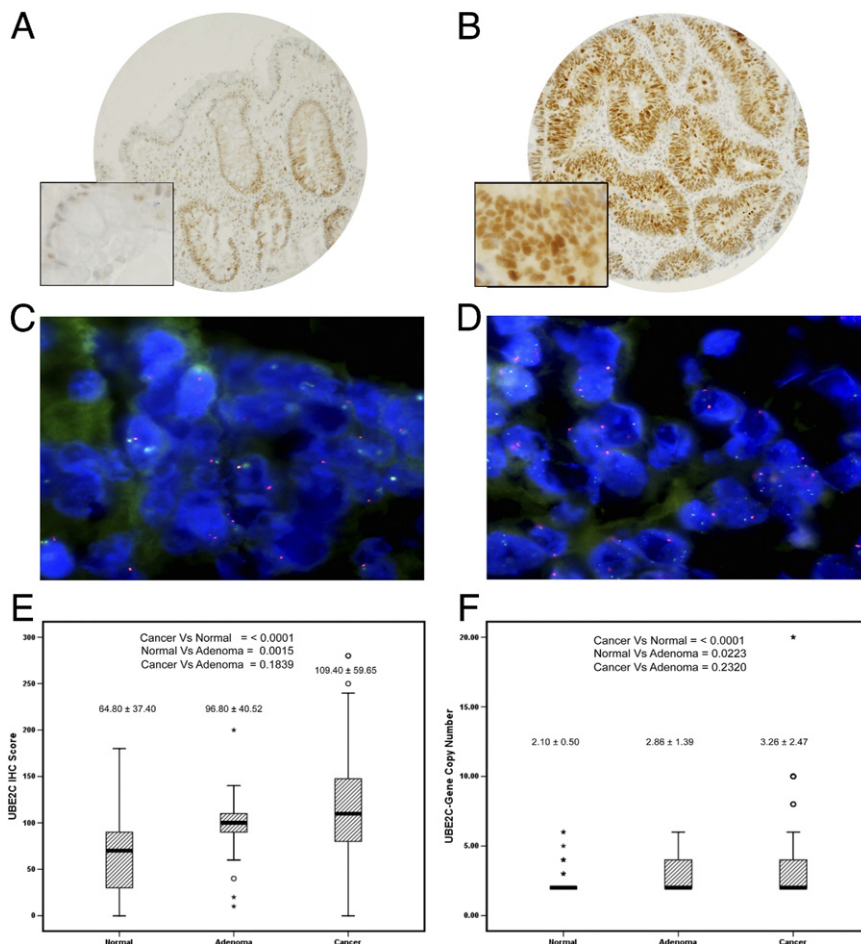 A
B
C
D
E
Cancer Vs Normal = < 0.0001
Normal Vs Adenoma = 0.0015
Cancer Vs Adenoma = 0.1839
109.40 ± 59.65
64.80 ± 37.40
96.80 ± 40.52
UBE2C IHC Score
300
250
200
150
100
50
0
Normal
Adenoma
Cancer
F
Cancer Vs Normal = < 0.0001
Normal Vs Adenoma = 0.0223
Cancer Vs Adenoma = 0.2320
2.10 ± 0.50
2.86 ± 1.39
3.26 ± 2.47
UBE2C-Gene Copy Number
20.00
15.00
10.00
5.00
0.00
Normal
Adenoma
Cancer